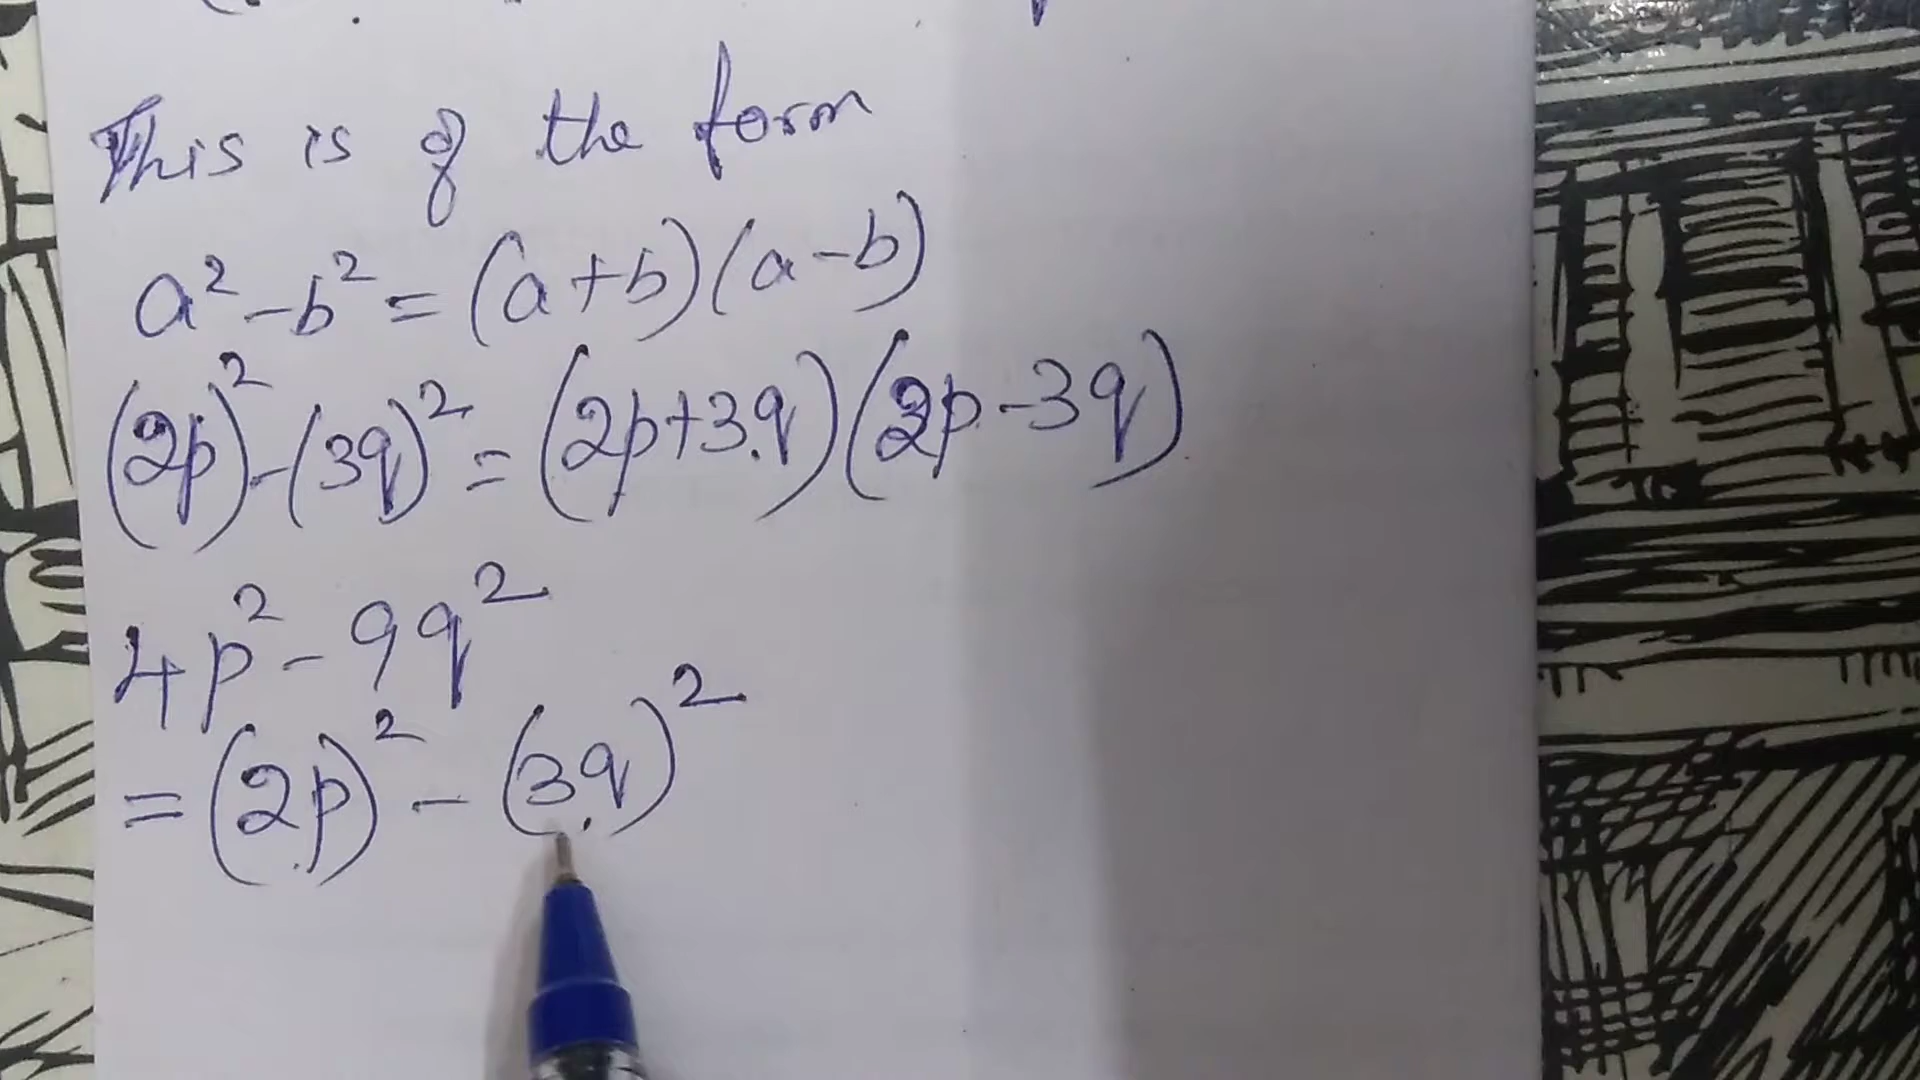 This is of the form
a² - b² = (a+b)(a-b)
(2p)² - (3q)² = (2p+3q)(2p-3q)
4p² - 9q²
= (2p)² - (3q)²